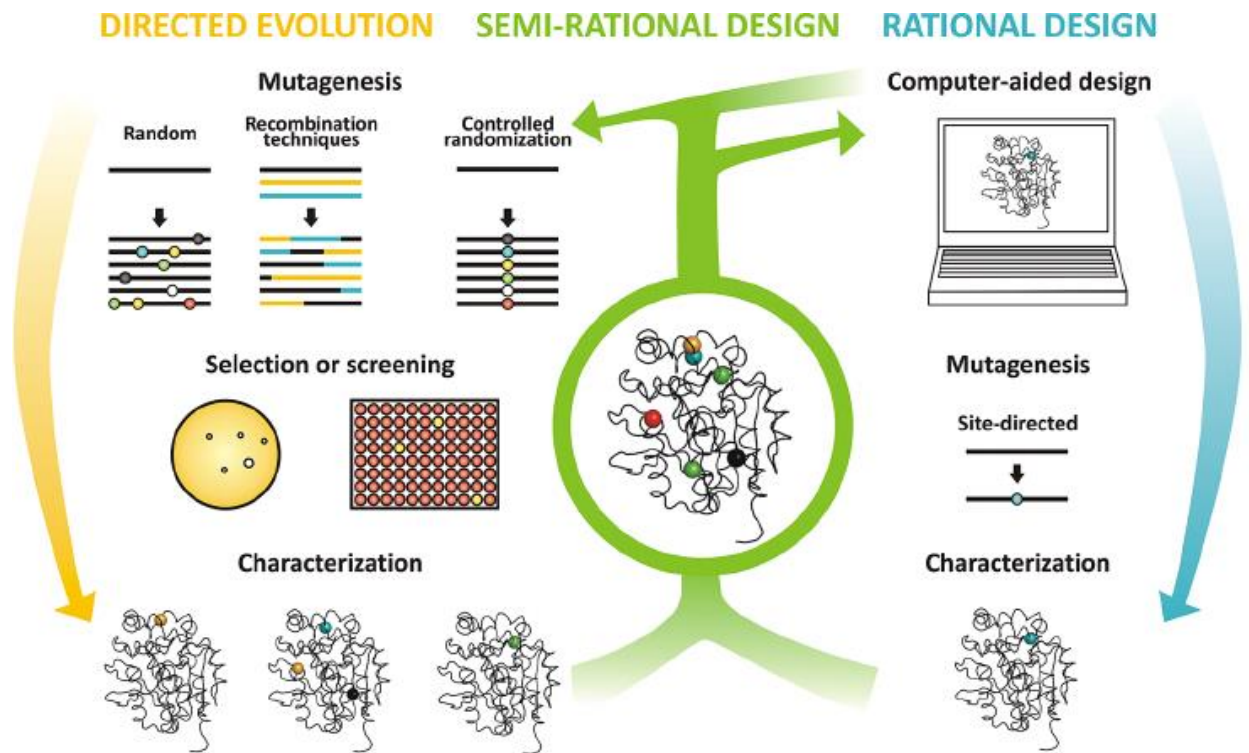 DIRECTED EVOLUTION
SEMI-RATIONAL DESIGN
RATIONAL DESIGN
Mutagenesis
Random
Recombination
techniques
Controlled
randomization
Selection or screening
Characterization
Computer-aided design
Mutagenesis
Site-directed
Characterization